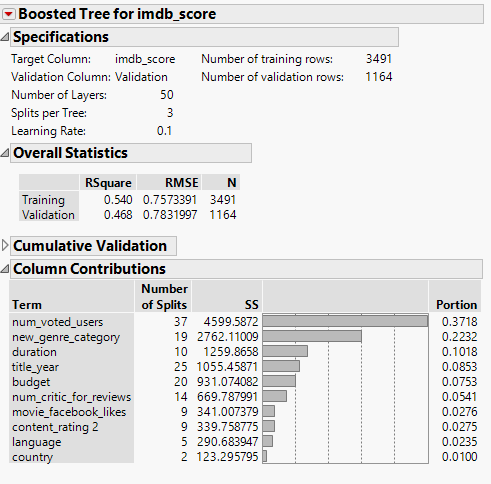 Boosted Tree for imdb_score
Specifications
Target Column: imdb_score Number of training rows: 3491
Validation Column: Validation Number of validation rows: 1164
Number of Layers: 50
Splits per Tree: 3
Learning Rate: 0.1
Overall Statistics
RSquare RMSE N
Training 0.540 0.7573391 3491
Validation 0.468 0.7831997 1164
Cumulative Validation
Column Contributions
Number
Term of Splits SS Portion
num_voted_users 37 4599.5872 0.3718
new_genre_category 19 2762.11009 0.2232
duration 10 1259.8658 0.1018
title_year 25 1055.45871 0.0853
budget 20 931.074082 0.0753
num_critic_for_reviews 14 669.787991 0.0541
movie_facebook_likes 9 341.007379 0.0276
content_rating 2 9 339.758775 0.0275
language 5 290.683947 0.0235
country 2 123.295795 0.0100